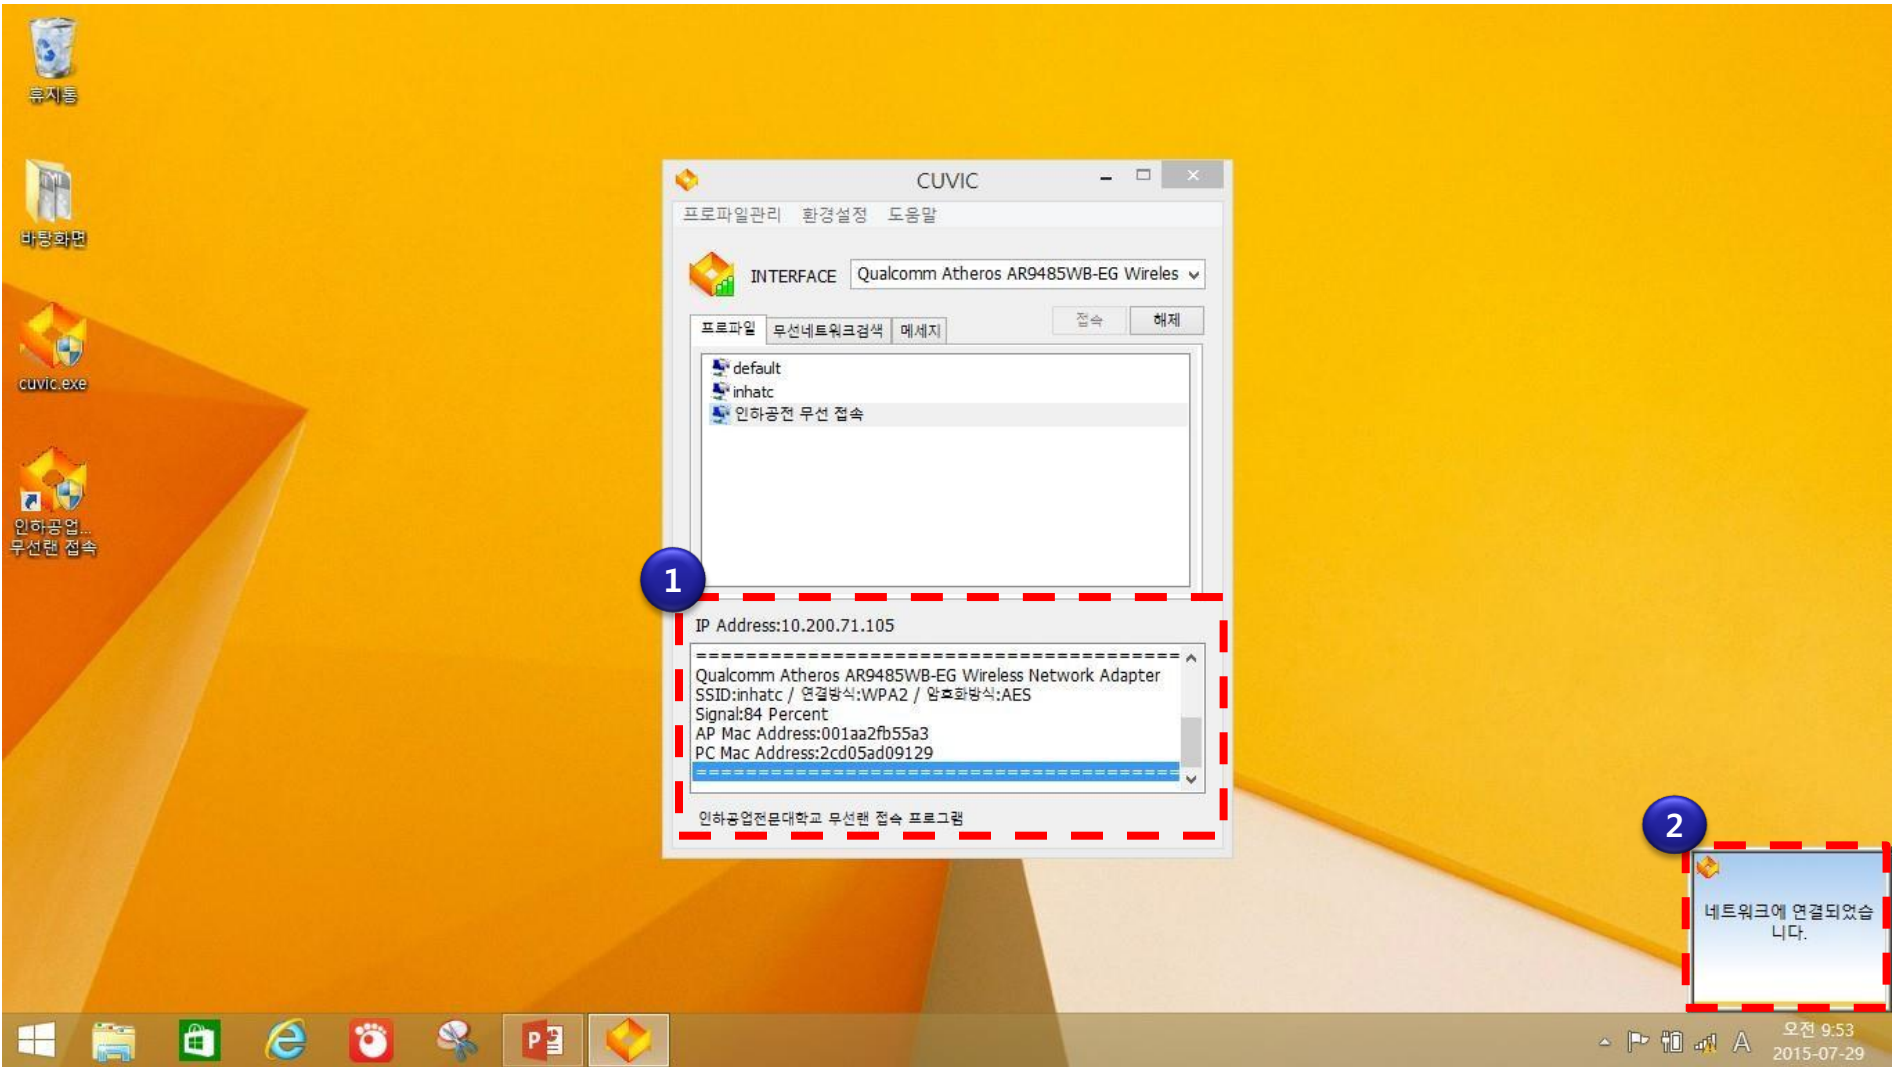 휴지통
바탕화면
cuvic.exe
인하공업...
무선랜 접속
CUVIC
프로파일관리 환경설정 도움말
INTERFACE Qualcomm Atheros AR9485WB-EG Wireles
접속 해제
프로파일 무선네트워크검색 메세지
default
inhatc
인하공전 무선 접속
1
IP Address:10.200.71.105
=======================================
Qualcomm Atheros AR9485WB-EG Wireless Network Adapter
SSID:inhatc / 연결방식:WPA2 / 암호화방식:AES
Signal:84 Percent
AP Mac Address:001aa2fb55a3
PC Mac Address:2cd05ad09129
=======================================
인하공업전문대학교 무선랜 접속 프로그램
2
네트워크에 연결되었습
니다.
P
A
오전 9:53
2015-07-29